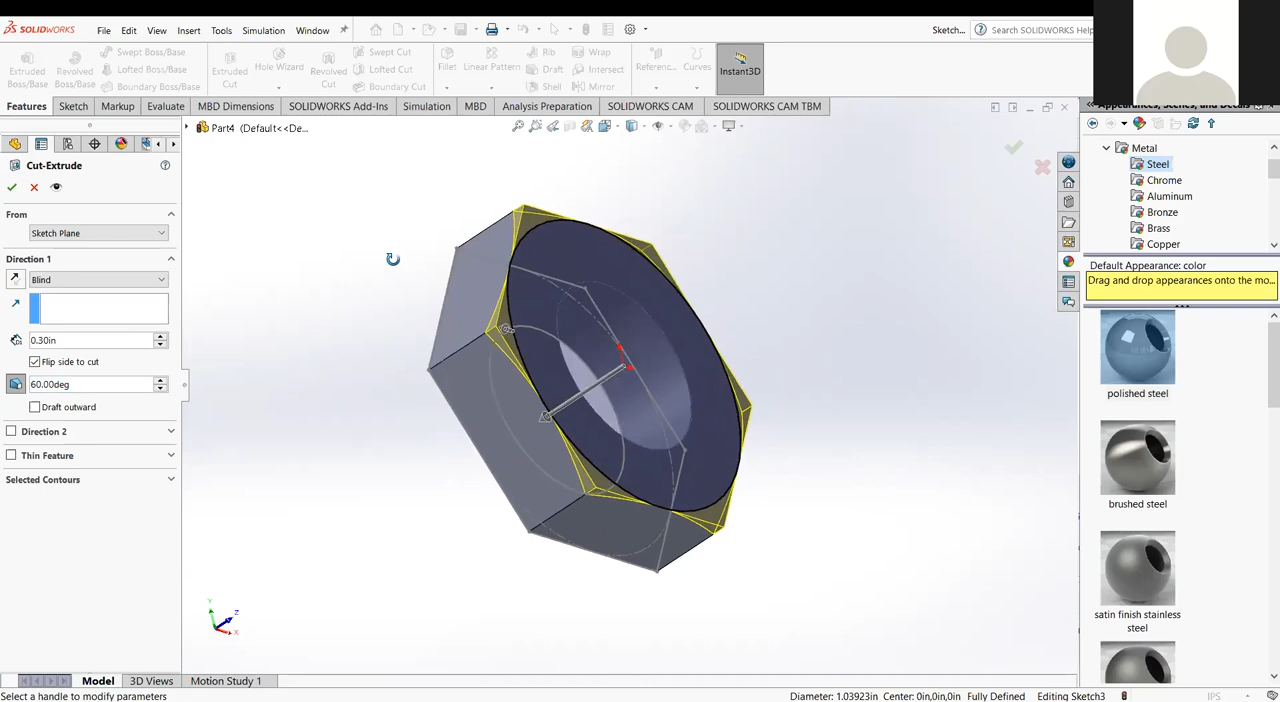 SOLIDWORKS File Edit View Insert Tools Simulation Window Sketch... Search SOLIDWORKS Help
Extruded Boss/Base Revolved Boss/Base Swept Boss/Base Lofted Boss/Base Boundary Boss/Base Extruded Cut Hole Wizard Revolved Cut Swept Cut Lofted Cut Boundary Cut Fillet Linear Pattern Rib Draft Shell Wrap Intersect Mirror Referenc... Curves Instant3D
Features Sketch Markup Evaluate MBD Dimensions SOLIDWORKS Add-Ins Simulation MBD Analysis Preparation SOLIDWORKS CAM SOLIDWORKS CAM TBM
Appearances, Scenes, and Decals
Part4 (Default<<De...
Cut-Extrude
From
Sketch Plane
Direction 1
Blind
0.30in
Flip side to cut
60.00deg
Draft outward
Direction 2
Thin Feature
Selected Contours
Y
Z
X
Metal
Steel
Chrome
Aluminum
Bronze
Brass
Copper
Default Appearance: color
Drag and drop appearances onto the mo...
polished steel
brushed steel
satin finish stainless
steel
Model 3D Views Motion Study 1
Select a handle to modify parameters Diameter: 1.03923in Center: 0in,0in,0in Fully Defined Editing Sketch3 IPS